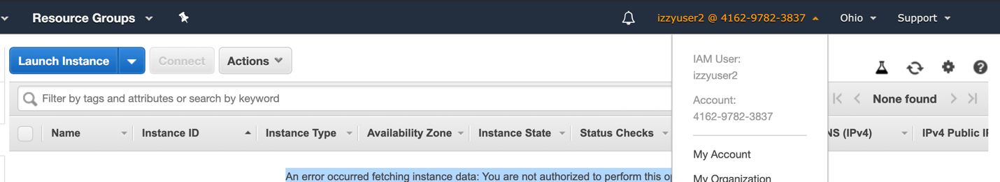 Resource Groups
izzyuser2 @ 4162-9782-3837
Ohio
Support
Launch Instance
Connect
Actions
IAM User:
izzyuser2
Filter by tags and attributes or search by keyword
Account:
4162-9782-3837
None found
Name
Instance ID
Instance Type
Availability Zone
Instance State
Status Checks
NS (IPv4)
IPv4 Public IP
My Account
An error occurred fetching instance data: You are not authorized to perform this op
My Organization